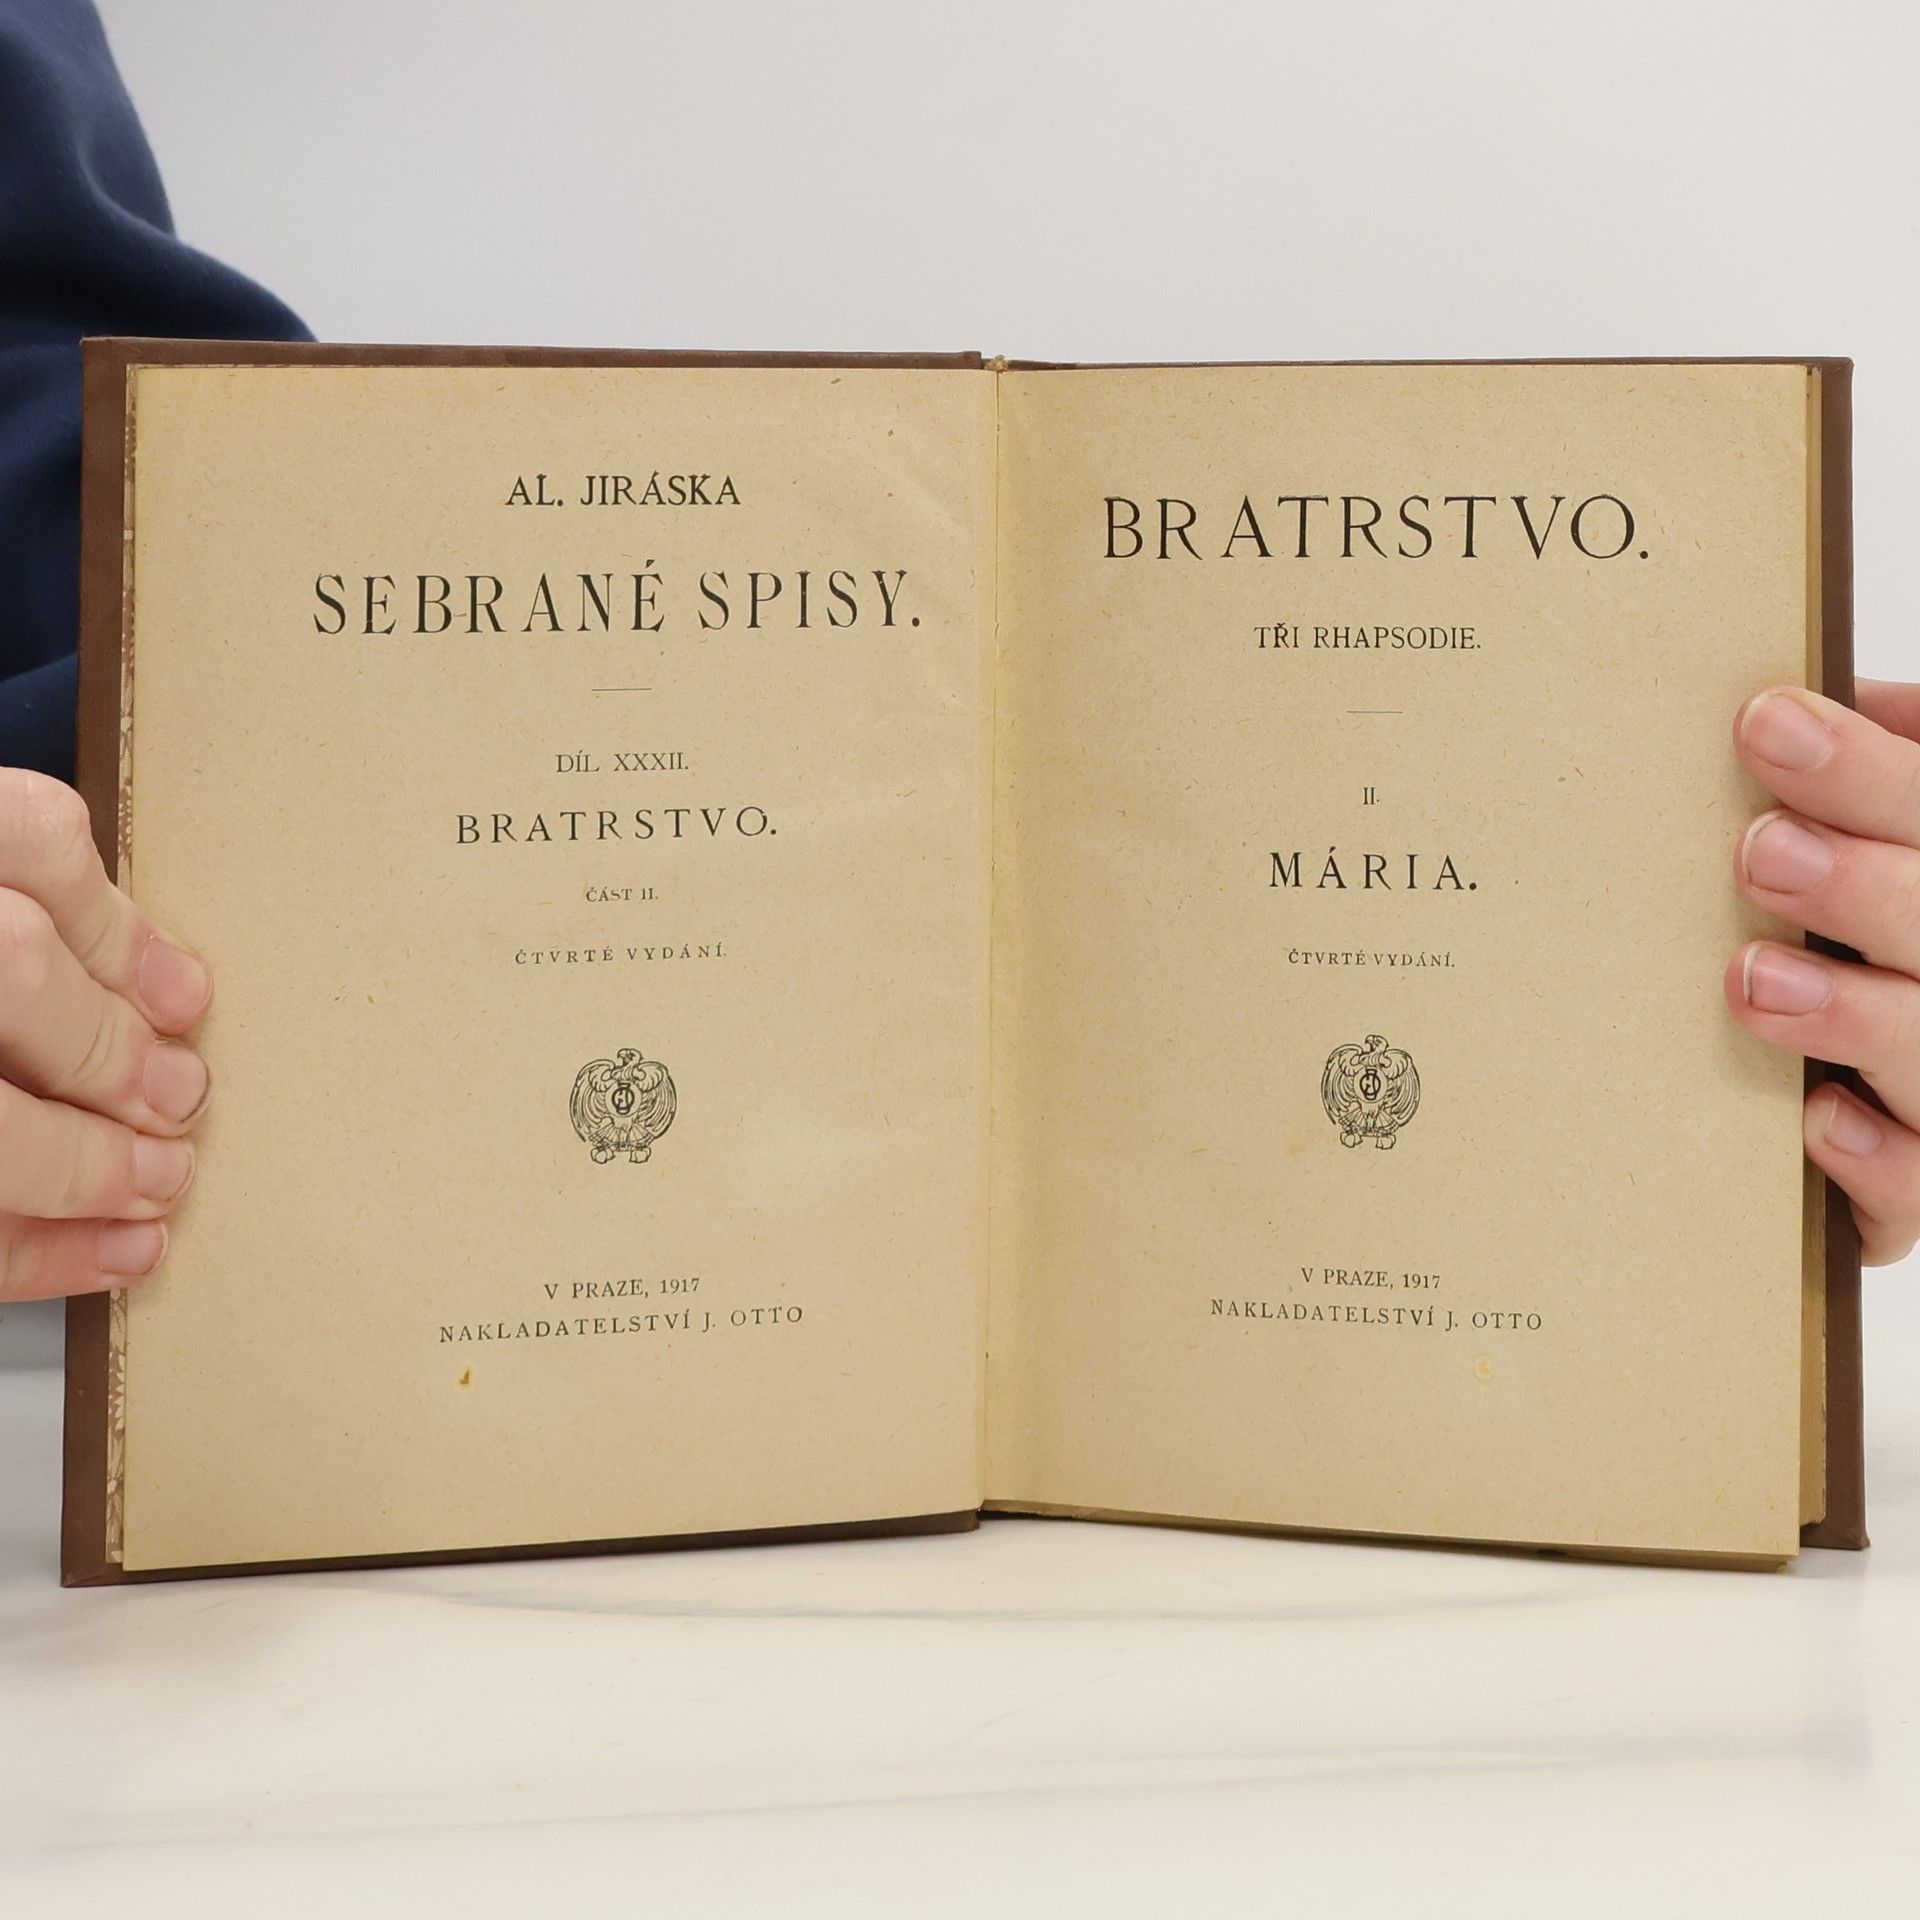 AL. JIRÁSKA
SEBRANÉ SPISY.
DÍL XXXII.
BRATRSTVO.
ČÁST II.
ČTVRTÉ VYDÁNÍ.
V PRAZE, 1917
NAKLADATELSTVÍ J. OTTO
BRATRSTVO.
TŘI RHAPSODIE.
II.
MÁRIA.
ČTVRTÉ VYDÁNÍ.
V PRAZE, 1917
NAKLADATELSTVÍ J. OTTO